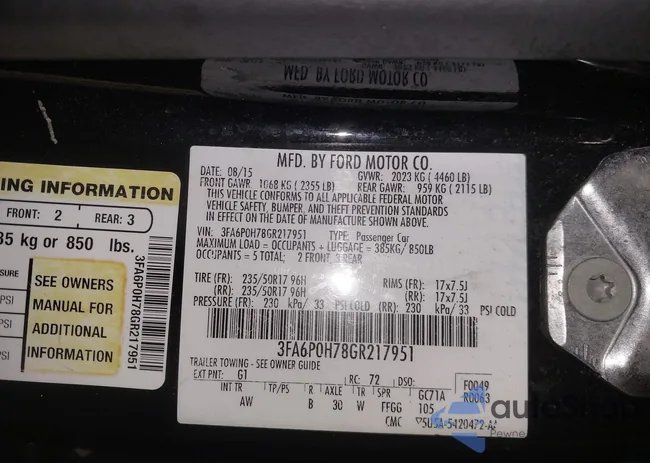 MFD. BY FORD MOTOR CO.
ING INFORMATION
FRONT: 2 REAR: 3
85 kg or 850 lbs.
PSI
PSI
SEE OWNERS
MANUAL FOR
ADDITIONAL
INFORMATION
3FA6P0H78GR217951
MFD. BY FORD MOTOR CO.
DATE: 08/15 GVWR: 2023 KG (4460 LB)
FRONT GAWR: 1068 KG (2355 LB) REAR GAWR: 959 KG (2115 LB)
THIS VEHICLE CONFORMS TO ALL APPLICABLE FEDERAL MOTOR
VEHICLE SAFETY, BUMPER, AND THEFT PREVENTION STANDARDS
IN EFFECT ON THE DATE OF MANUFACTURE SHOWN ABOVE.
VIN: 3FA6P0H78GR217951 TYPE: Passenger Car
MAXIMUM LOAD = OCCUPANTS + LUGGAGE = 385KG/850LB
OCCUPANTS = 5 TOTAL; 2 FRONT, 3 REAR
TIRE (FR): 235/50R17 96H RIMS (FR): 17x7.5J
(RR): 235/50R17 96H (RR): 17x7.5J
PRESSURE (FR): 230 kPa/33 PSI COLD (RR): 230 kPa/33 PSI COLD
3FA6P0H78GR217951
TRAILER TOWING - SEE OWNER GUIDE
EXT PNT: G1 RC: 72 DSO: F0049
INT TR TP/PS R AXLE TR SPR GC71A R0063
AW B 30 W FFGG 105
CMC